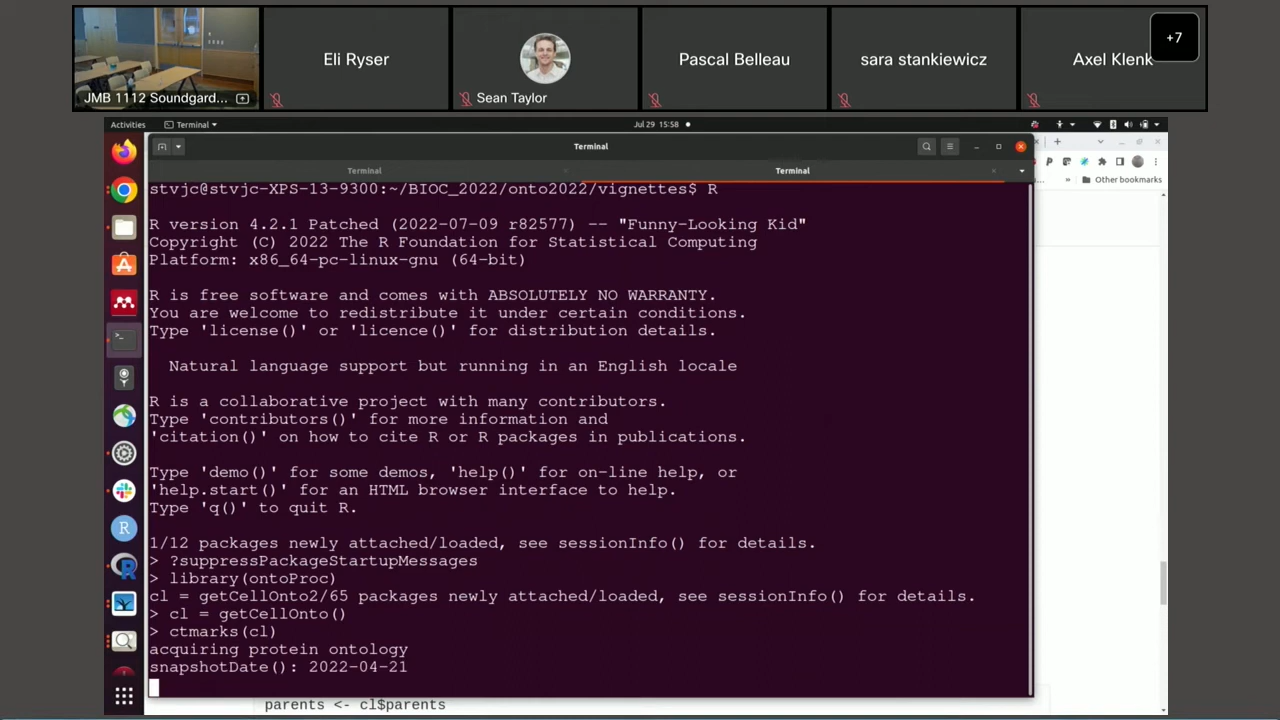 JMB 1112 Soundgard...
Eli Ryser
Sean Taylor
Pascal Belleau
sara stankiewicz
Axel Klenk
+7
Activities
Terminal
Jul 29 15:58
Terminal
Terminal
Terminal
Other bookmarks
stvjc@stvjc-XPS-13-9300:~/BIOC_2022/onto2022/vignettes$ R
R version 4.2.1 Patched (2022-07-09 r82577) -- "Funny-Looking Kid"
Copyright (C) 2022 The R Foundation for Statistical Computing
Platform: x86_64-pc-linux-gnu (64-bit)
R is free software and comes with ABSOLUTELY NO WARRANTY.
You are welcome to redistribute it under certain conditions.
Type 'license()' or 'licence()' for distribution details.
Natural language support but running in an English locale
R is a collaborative project with many contributors.
Type 'contributors()' for more information and
'citation()' on how to cite R or R packages in publications.
Type 'demo()' for some demos, 'help()' for on-line help, or
'help.start()' for an HTML browser interface to help.
Type 'q()' to quit R.
1/12 packages newly attached/loaded, see sessionInfo() for details.
> ?suppressPackageStartupMessages
> library(ontoProc)
cl = getCellOnto2/65 packages newly attached/loaded, see sessionInfo() for details.
> cl = getCellOnto()
> ctmarks(cl)
acquiring protein ontology
snapshotDate(): 2022-04-21
parents <- cl$parents